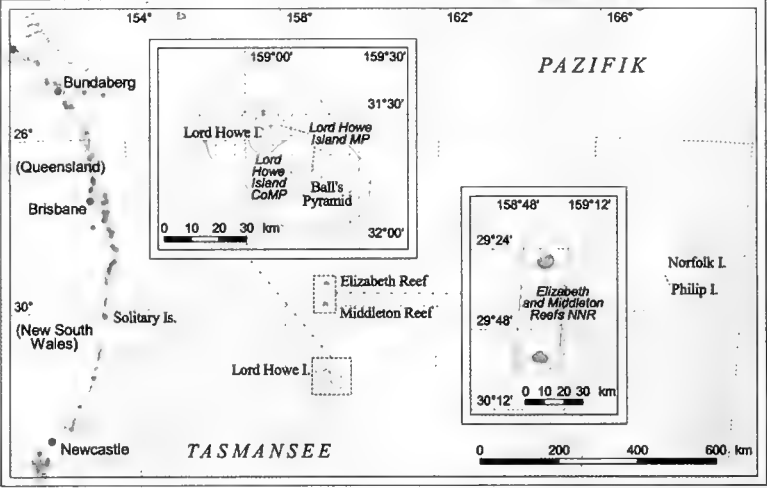 154°
158°
162°
166°
159°00'
159°30'
PAZIFIK
Bundaberg
31°30'
Lord Howe I.
Lord Howe
Island MP
26°
(Queensland)
Lord
Howe
Island
CoMP
Ball's
Pyramid
Brisbane
0 10 20 30 km
32°00'
158°48'
159°12'
29°24'
Elizabeth Reef
Middleton Reef
Elizabeth
and Middleton
Reefs NNR
Norfolk I.
Philip I.
30°
(New South
Wales)
Solitary Is.
29°48'
Lord Howe I.
0 10 20 30 km
30°12'
Newcastle
TASMANSEE
0 200 400 600 km